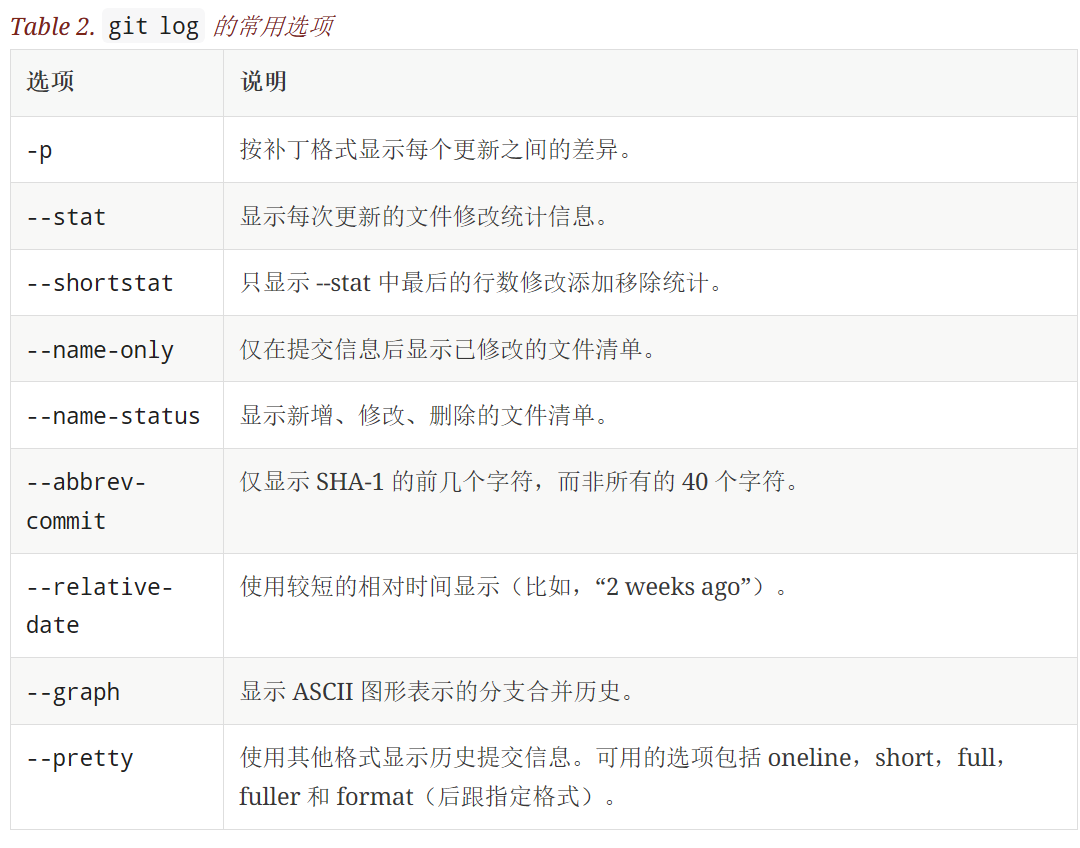 Table 2. git log 的常用选项
选项 说明
-p 按补丁格式显示每个更新之间的差异。
--stat 显示每次更新的文件修改统计信息。
--shortstat 只显示 --stat 中最后的行数修改添加移除统计。
--name-only 仅在提交信息后显示已修改的文件清单。
--name-status 显示新增、修改、删除的文件清单。
--abbrev- 仅显示 SHA-1 的前几个字符，而非所有的 40 个字符。
commit
--relative- 使用较短的相对时间显示（比如，“2 weeks ago”）。
date
--graph 显示 ASCII 图形表示的分支合并历史。
--pretty 使用其他格式显示历史提交信息。可用的选项包括 oneline，short，full，
fuller 和 format（后跟指定格式）。